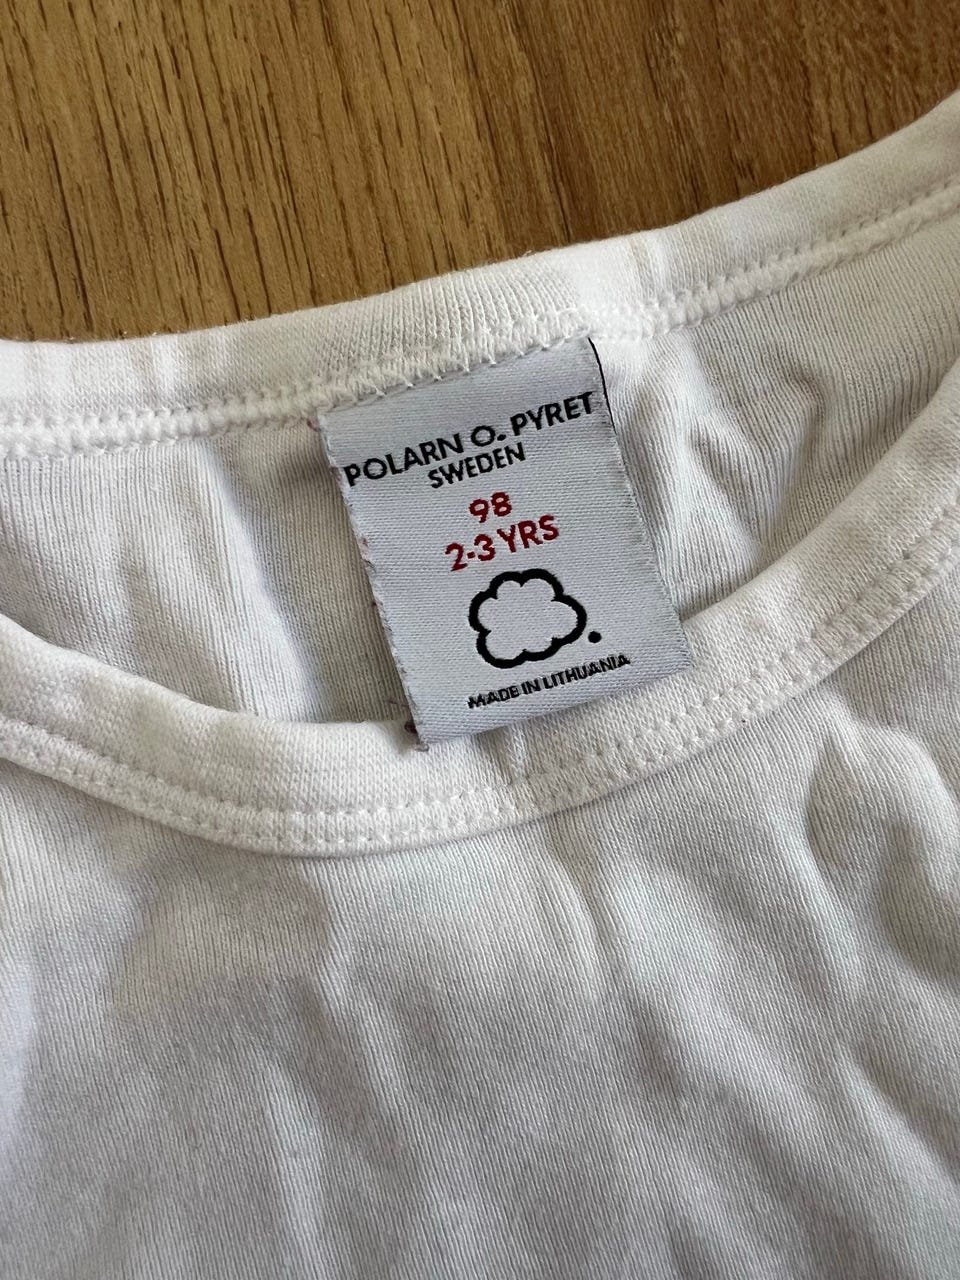 POLARN O. PYRET
SWEDEN
98
2-3 YRS
MADE IN LITHUANIA